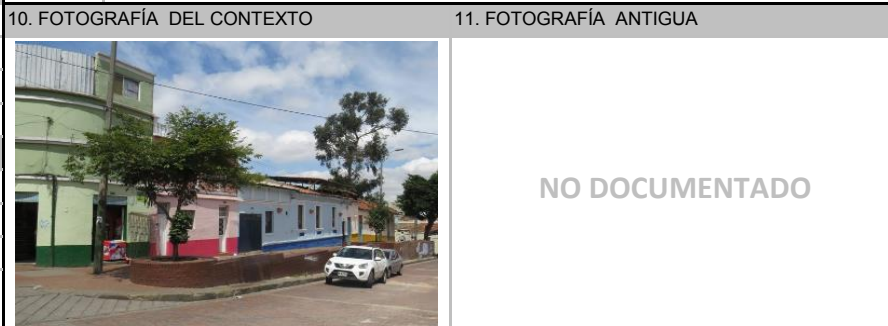 10. FOTOGRAFÍA DEL CONTEXTO
11. FOTOGRAFÍA ANTIGUA
NO DOCUMENTADO